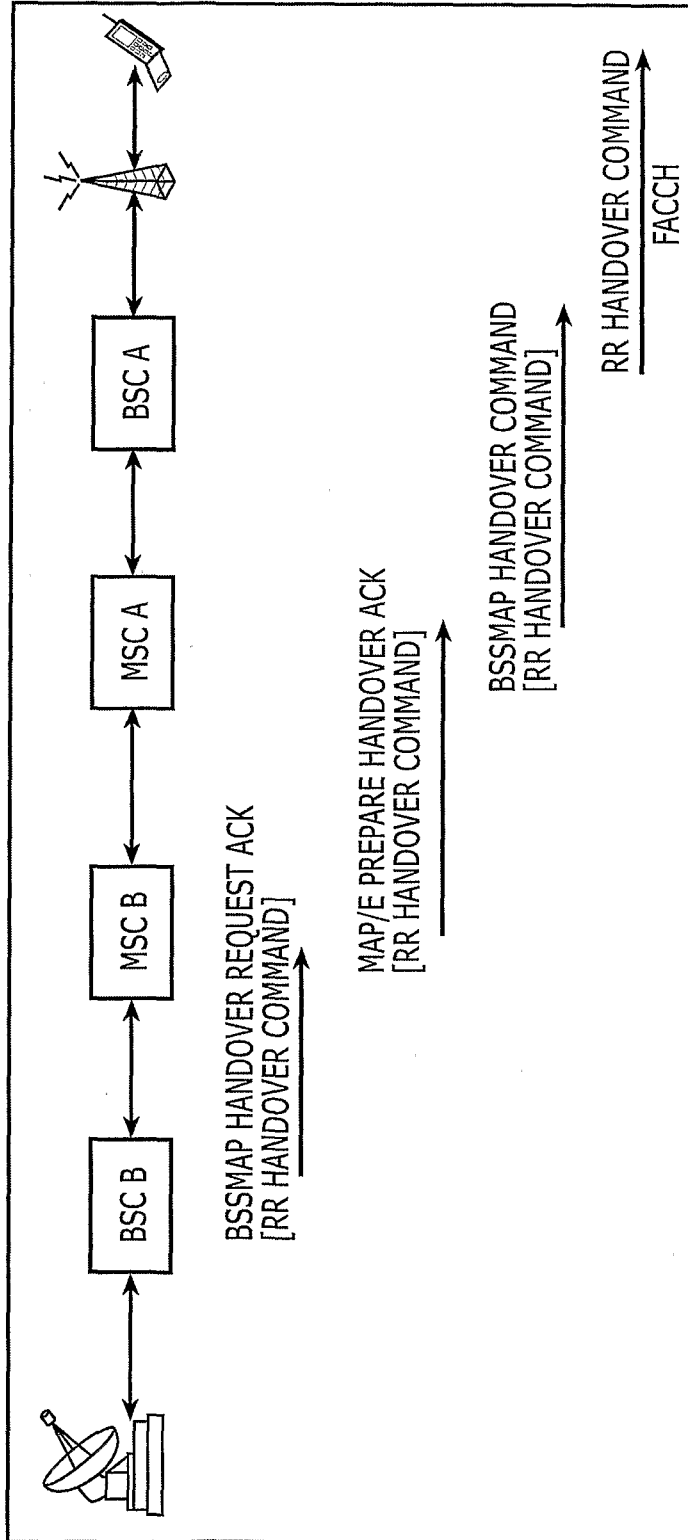 BSC B
MSC B
MSC A
BSC A
BSSMAP HANDOVER REQUEST ACK
[RR HANDOVER COMMAND]
MAP/E PREPARE HANDOVER ACK
[RR HANDOVER COMMAND]
BSSMAP HANDOVER COMMAND
[RR HANDOVER COMMAND]
RR HANDOVER COMMAND
FACCH